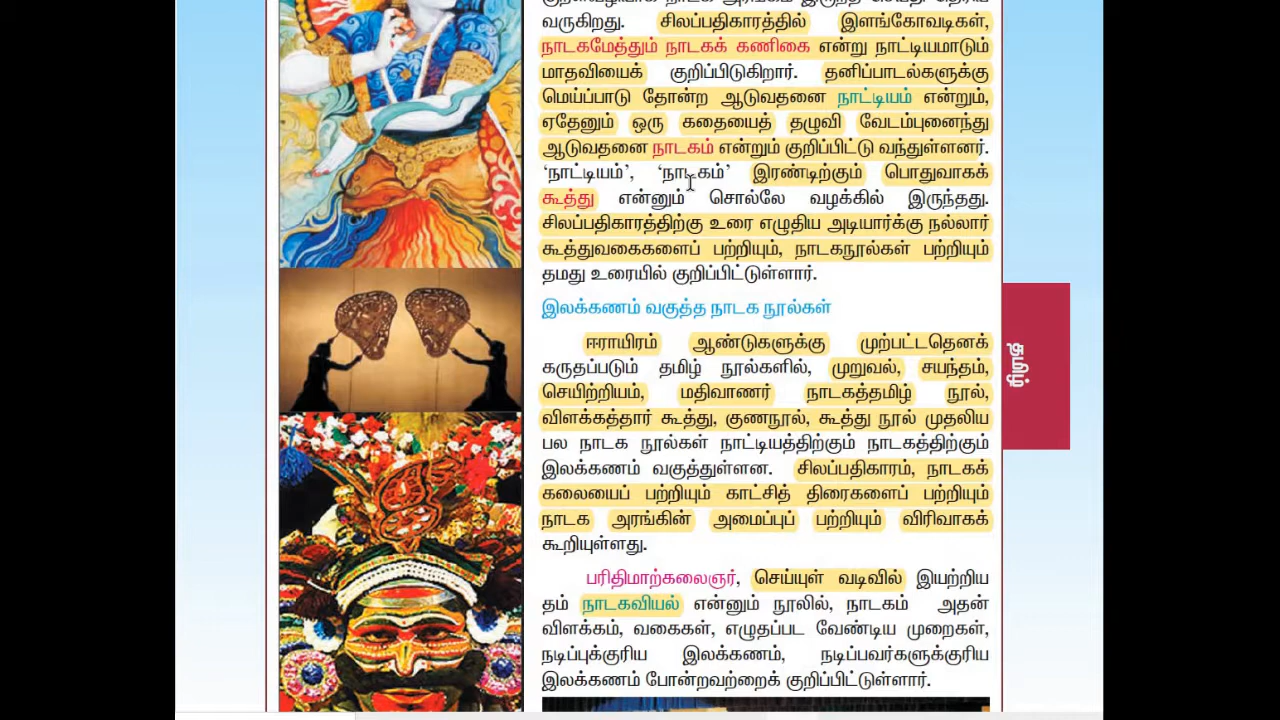 வருகிறது. சிலப்பதிகாரத்தில் இளங்கோவடிகள்,
நாடகமேத்தும் நாடகக் கணிகை என்று நாட்டியமாடும்
மாதவியைக் குறிப்பிடுகிறார். தனிப்பாடல்களுக்கு
மெய்ப்பாடு தோன்ற ஆடுவதனை நாட்டியம் என்றும்,
ஏதேனும் ஒரு கதையைத் தழுவி வேடம்புனைந்து
ஆடுவதனை நாடகம் என்றும் குறிப்பிட்டு வந்துள்ளனர்.
‘நாட்டியம்’, ‘நாடகம்’ இரண்டிற்கும் பொதுவாகக்
கூத்து என்னும் சொல்லே வழக்கில் இருந்தது.
சிலப்பதிகாரத்திற்கு உரை எழுதிய அடியார்க்கு நல்லார்
கூத்துவகைகளைப் பற்றியும், நாடகநூல்கள் பற்றியும்
தமது உரையில் குறிப்பிட்டுள்ளார்.
இலக்கணம் வகுத்த நாடக நூல்கள்
ஈராயிரம் ஆண்டுகளுக்கு முற்பட்டதெனக்
கருதப்படும் தமிழ் நூல்களில், முறுவல், சயந்தம்,
செயிற்றியம், மதிவாணர் நாடகத்தமிழ் நூல்,
விளக்கத்தார் கூத்து, குணநூல், கூத்து நூல் முதலிய
பல நாடக நூல்கள் நாட்டியத்திற்கும் நாடகத்திற்கும்
இலக்கணம் வகுத்துள்ளன. சிலப்பதிகாரம், நாடகக்
கலையைப் பற்றியும் காட்சித் திரைகளைப் பற்றியும்
நாடக அரங்கின் அமைப்புப் பற்றியும் விரிவாகக்
கூறியுள்ளது.
பரிதிமாற்கலைஞர், செய்யுள் வடிவில் இயற்றிய
தம் நாடகவியல் என்னும் நூலில், நாடகம் அதன்
விளக்கம், வகைகள், எழுதப்பட வேண்டிய முறைகள்,
நடிப்புக்குரிய இலக்கணம், நடிப்பவர்களுக்குரிய
இலக்கணம் போன்றவற்றைக் குறிப்பிட்டுள்ளார்.
தமிழ்